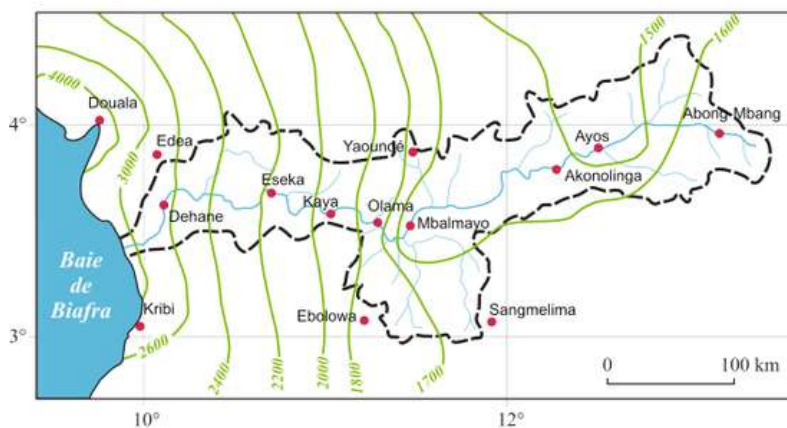 1500
1600
4000
Douala
4°
Edea
Yaoundé
Ayos
Abong Mbang
3000
Eseka
Kaya
Olama
Akonolinga
Dehane
Mbalmayo
Baie
de
Biafra
Kribi
Ebolowa
Sangmelima
3°
2600
2400
2200
2000
1800
1700
0
100 km
10°
12°